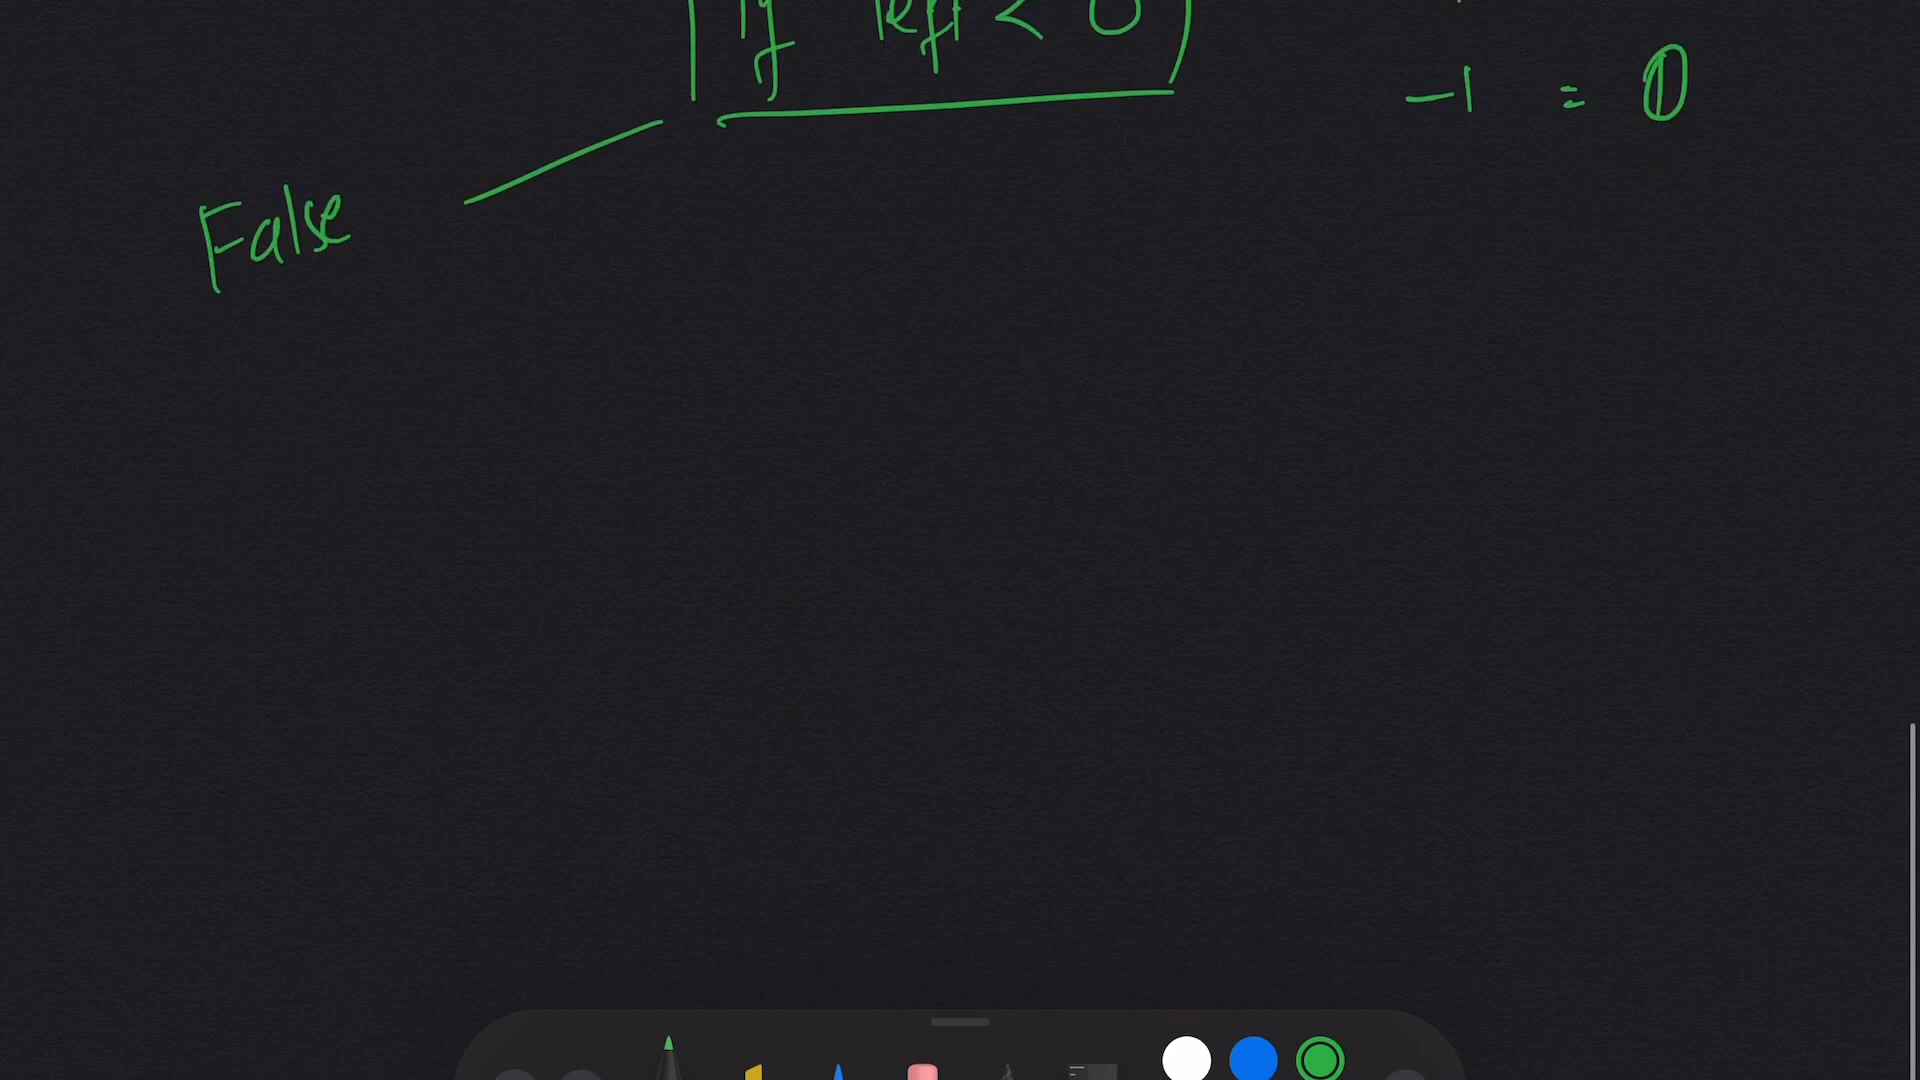 if left < 0
-1 = 0
False